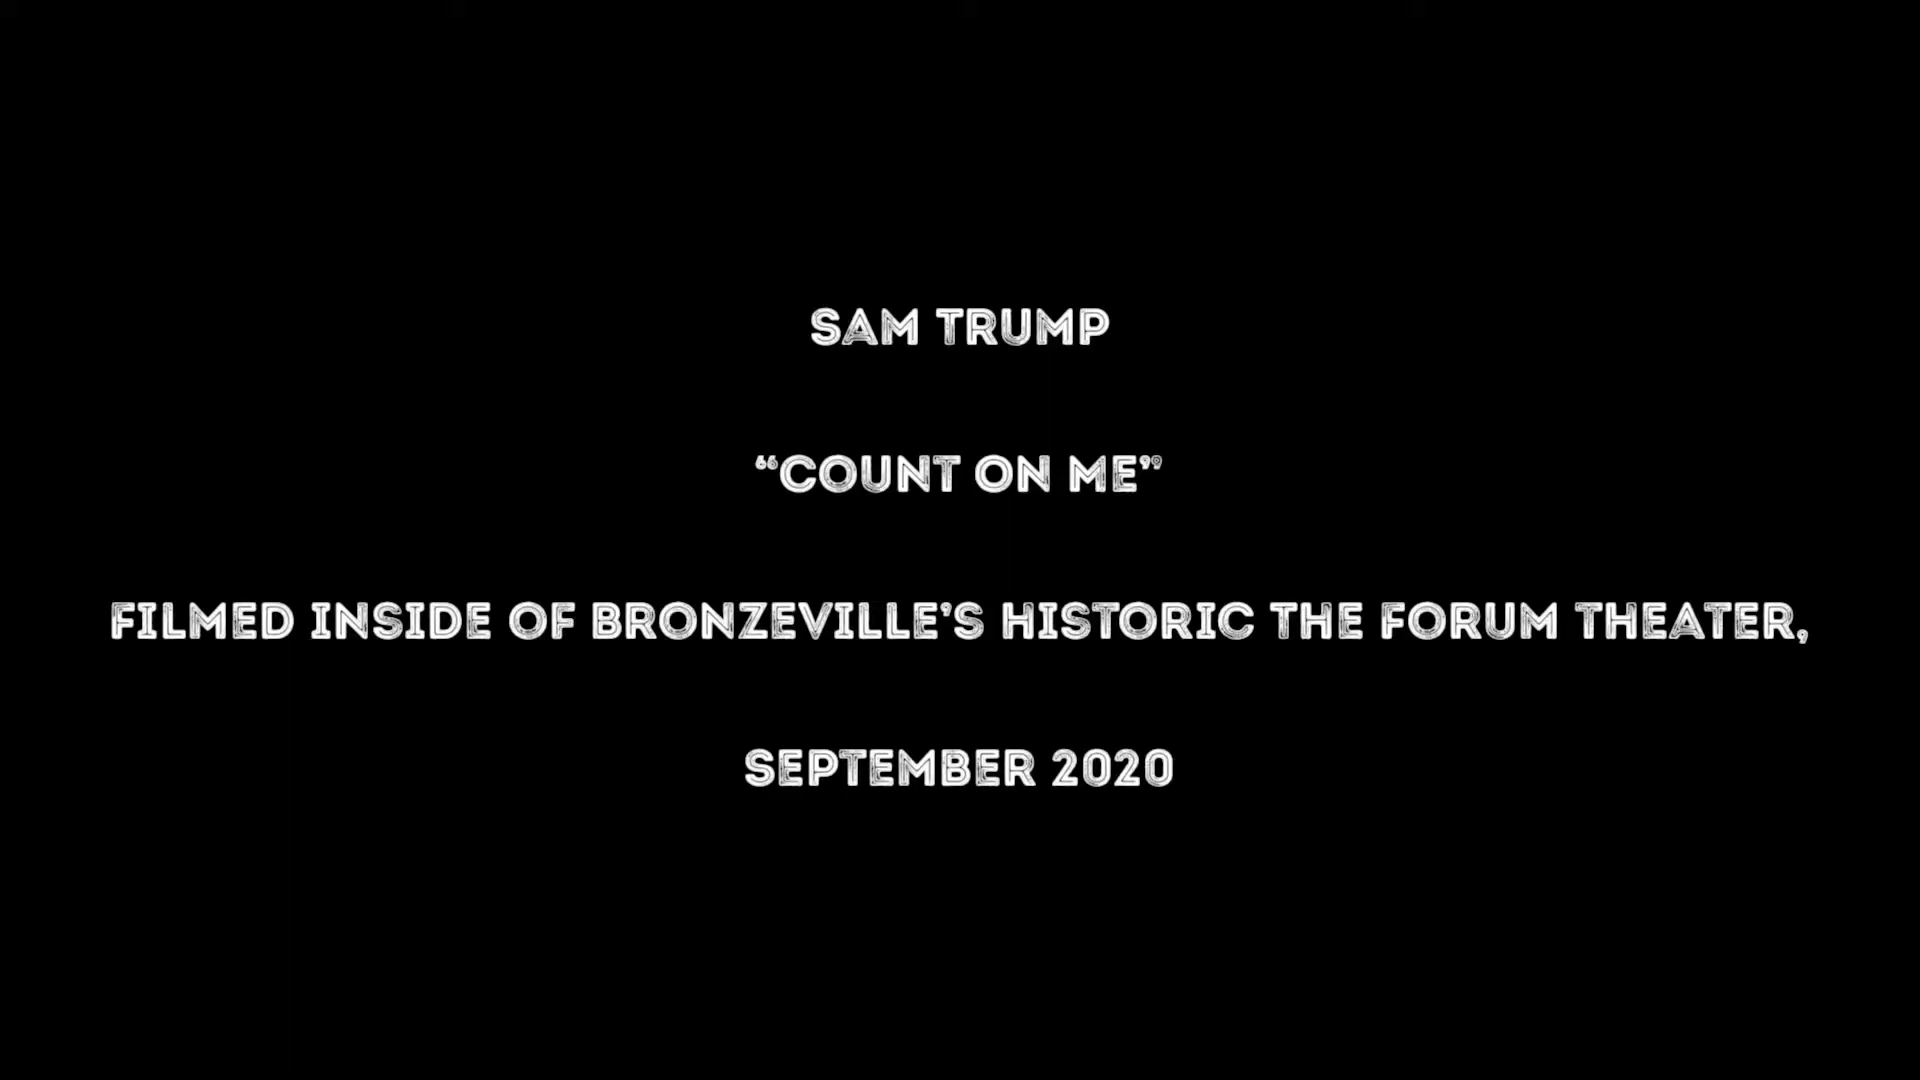 SAM TRUMP
“COUNT ON ME”
FILMED INSIDE OF BRONZEVILLE’S HISTORIC THE FORUM THEATER,
SEPTEMBER 2020